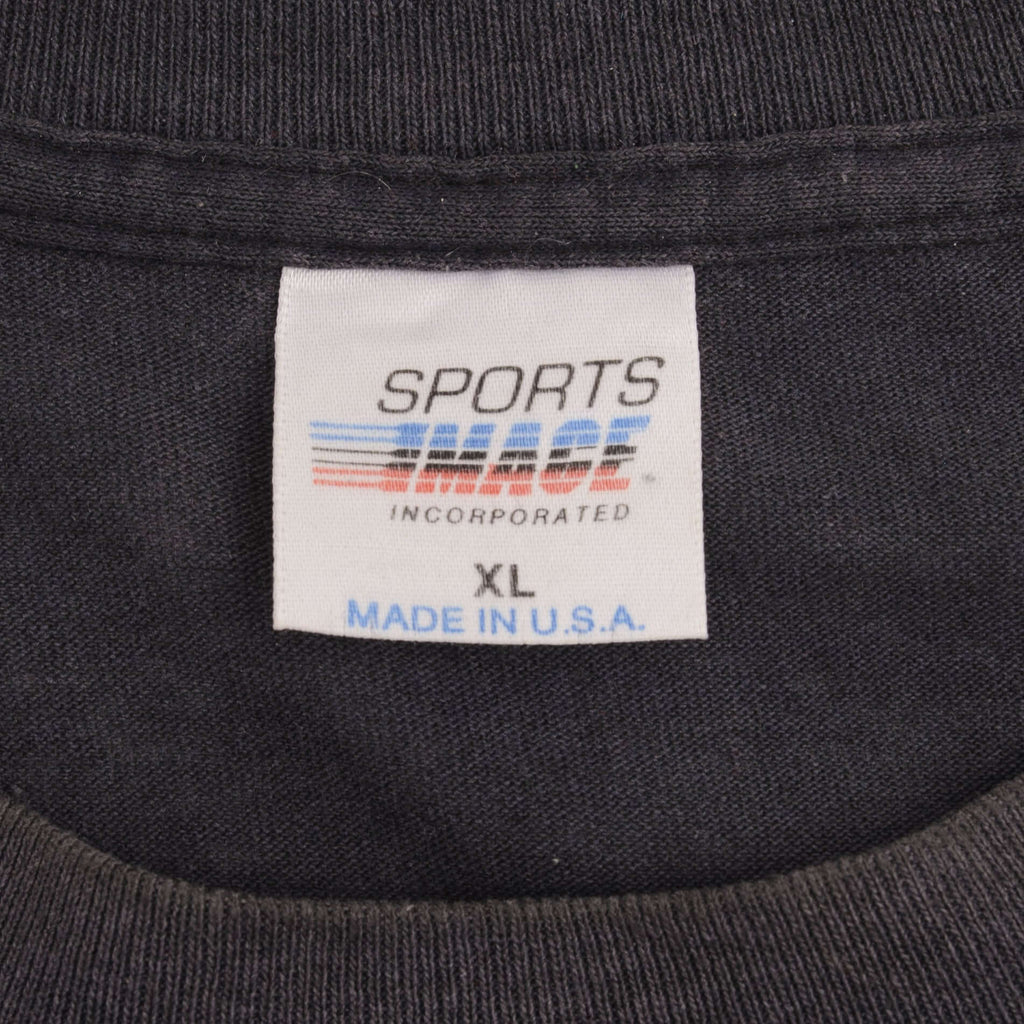 SPORTS
IMAGE
INCORPORATED
XL
MADE IN U.S.A.